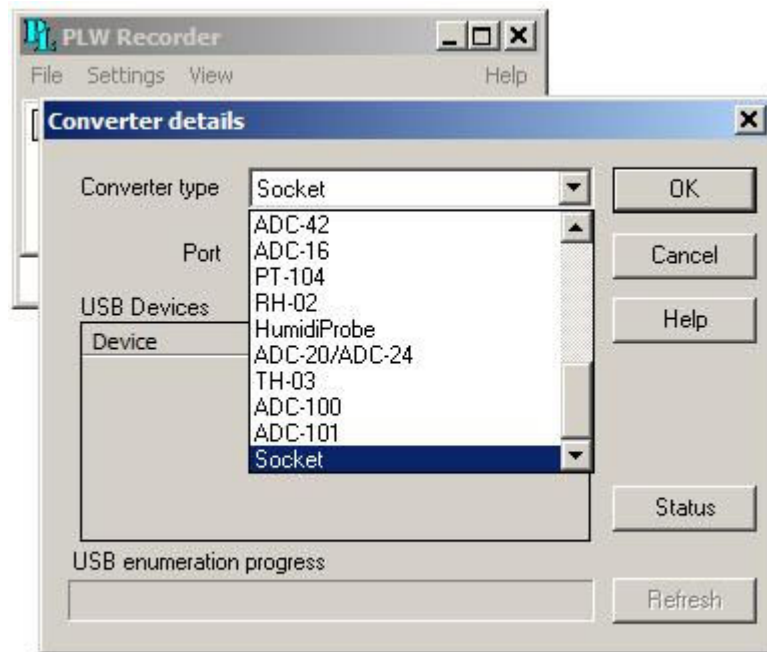 PLW Recorder
File Settings View Help
Converter details
Converter type Socket OK
ADC-42
ADC-16
PT-104
RH-02
HumidiProbe
ADC-20/ADC-24
TH-03
ADC-100
ADC-101
Socket
Port Cancel
USB Devices
Help
Device
Status
USB enumeration progress
Refresh